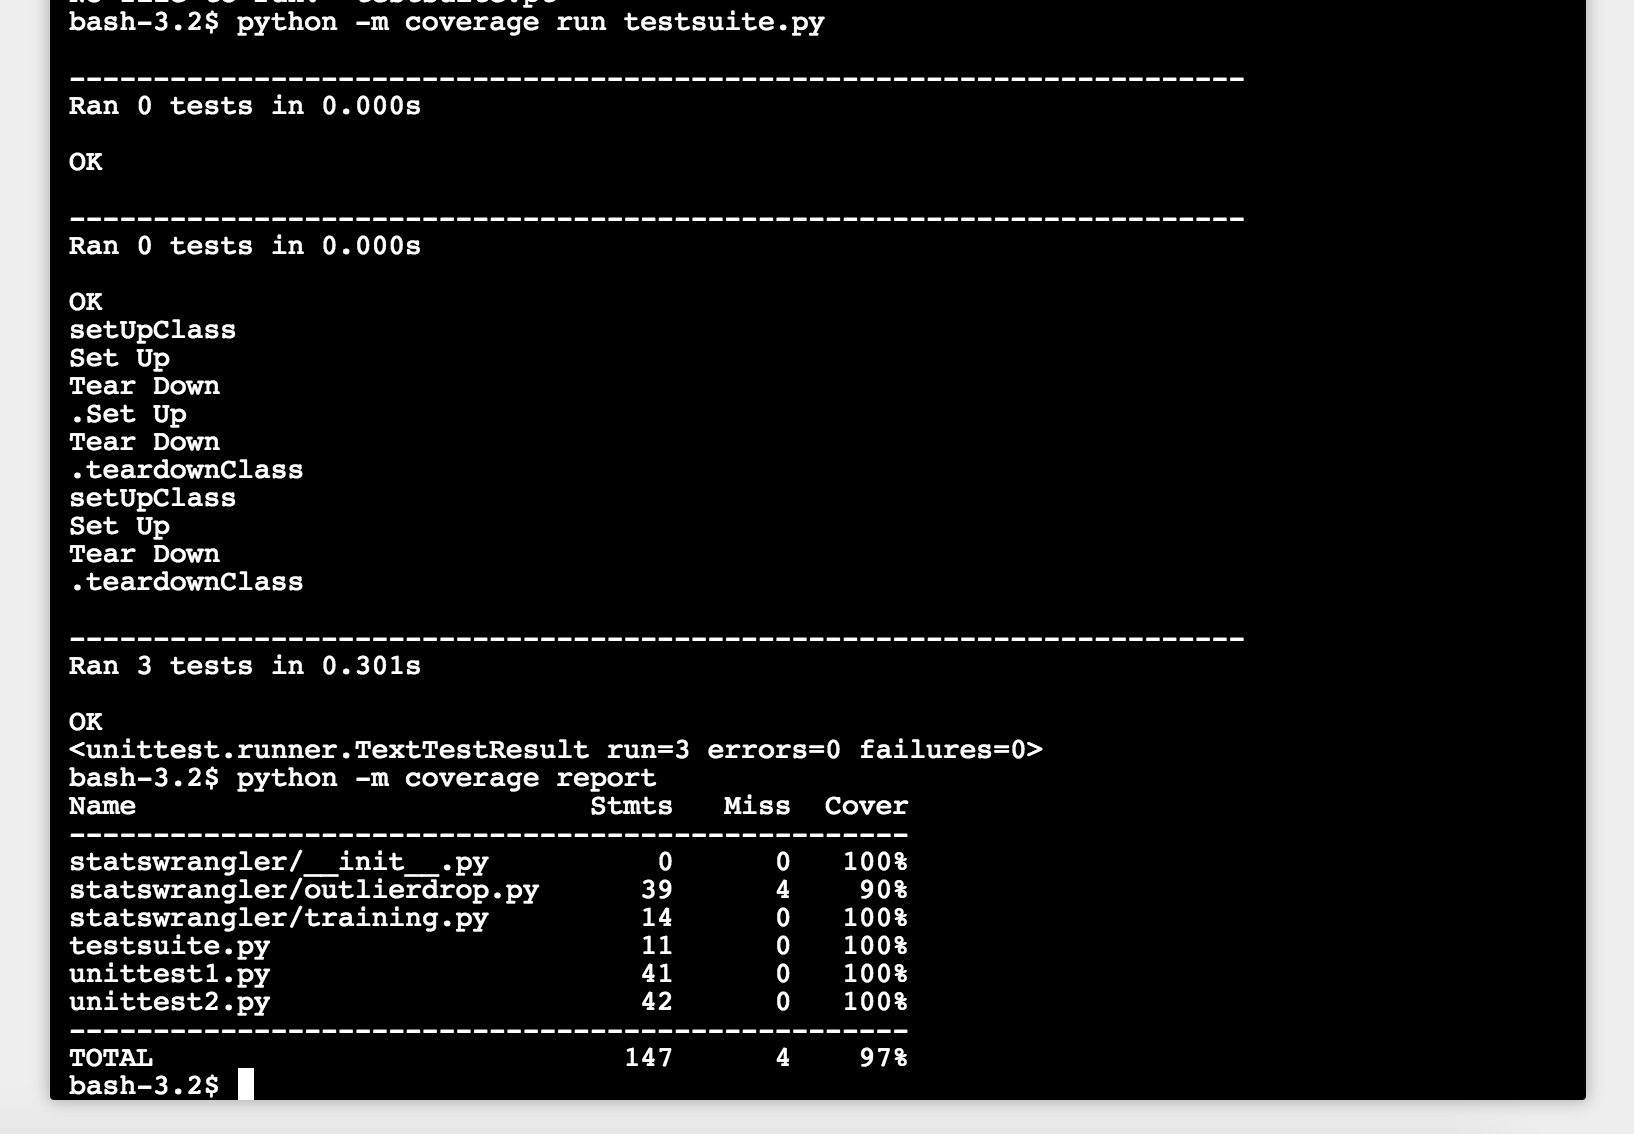 bash-3.2$ python -m coverage run testsuite.py
----------------------------------------------------------------------
Ran 0 tests in 0.000s
OK
----------------------------------------------------------------------
Ran 0 tests in 0.000s
OK
setUpClass
Set Up
Tear Down
.Set Up
Tear Down
.teardownClass
setUpClass
Set Up
Tear Down
.teardownClass
----------------------------------------------------------------------
Ran 3 tests in 0.301s
OK
<unittest.runner.TextTestResult run=3 errors=0 failures=0>
bash-3.2$ python -m coverage report
Name                           Stmts   Miss  Cover
--------------------------------------------------
statswrangler/__init__.py          0      0   100%
statswrangler/outlierdrop.py      39      4    90%
statswrangler/training.py         14      0   100%
testsuite.py                      11      0   100%
unittest1.py                      41      0   100%
unittest2.py                      42      0   100%
--------------------------------------------------
TOTAL                            147      4    97%
bash-3.2$